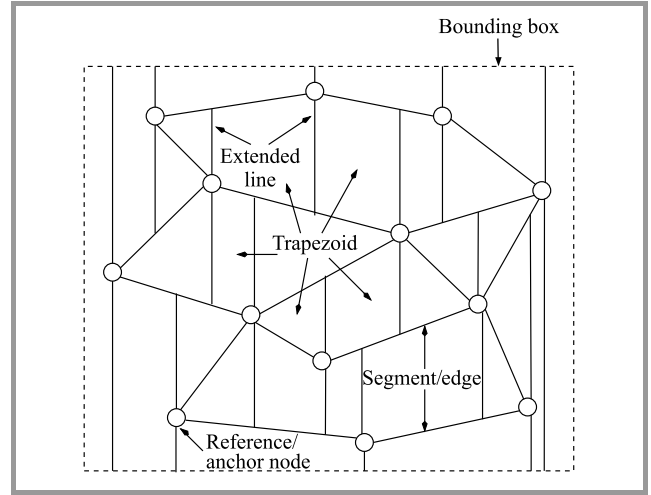 Bounding box
Extended
line
Trapezoid
Segment/edge
Reference/
anchor node